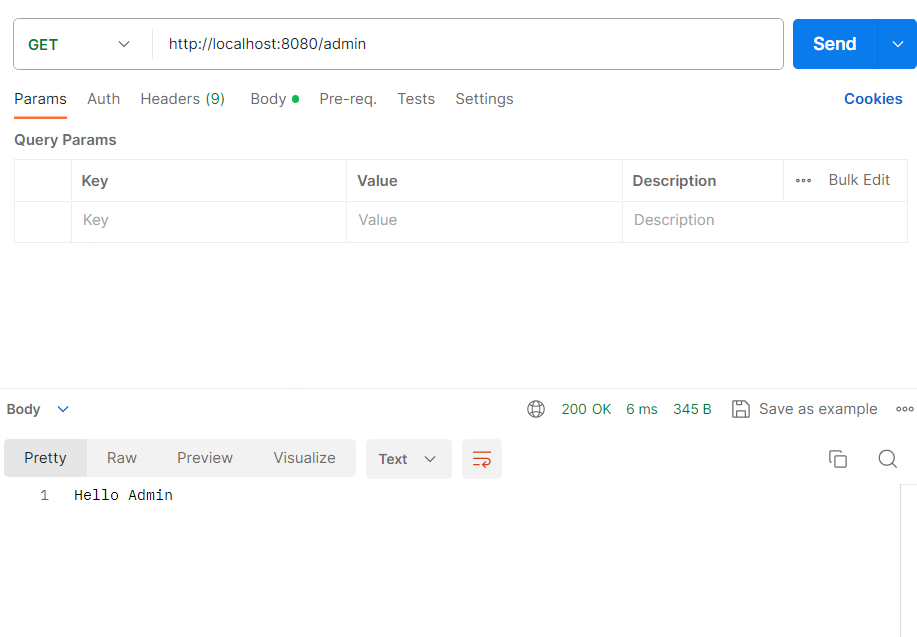 GET http://localhost:8080/admin Send
Params Auth Headers (9) Body Pre-req. Tests Settings Cookies
Query Params
Key Value Description Bulk Edit
Key Value Description
Body 200 OK 6 ms 345 B Save as example
Pretty Raw Preview Visualize Text
1 Hello Admin